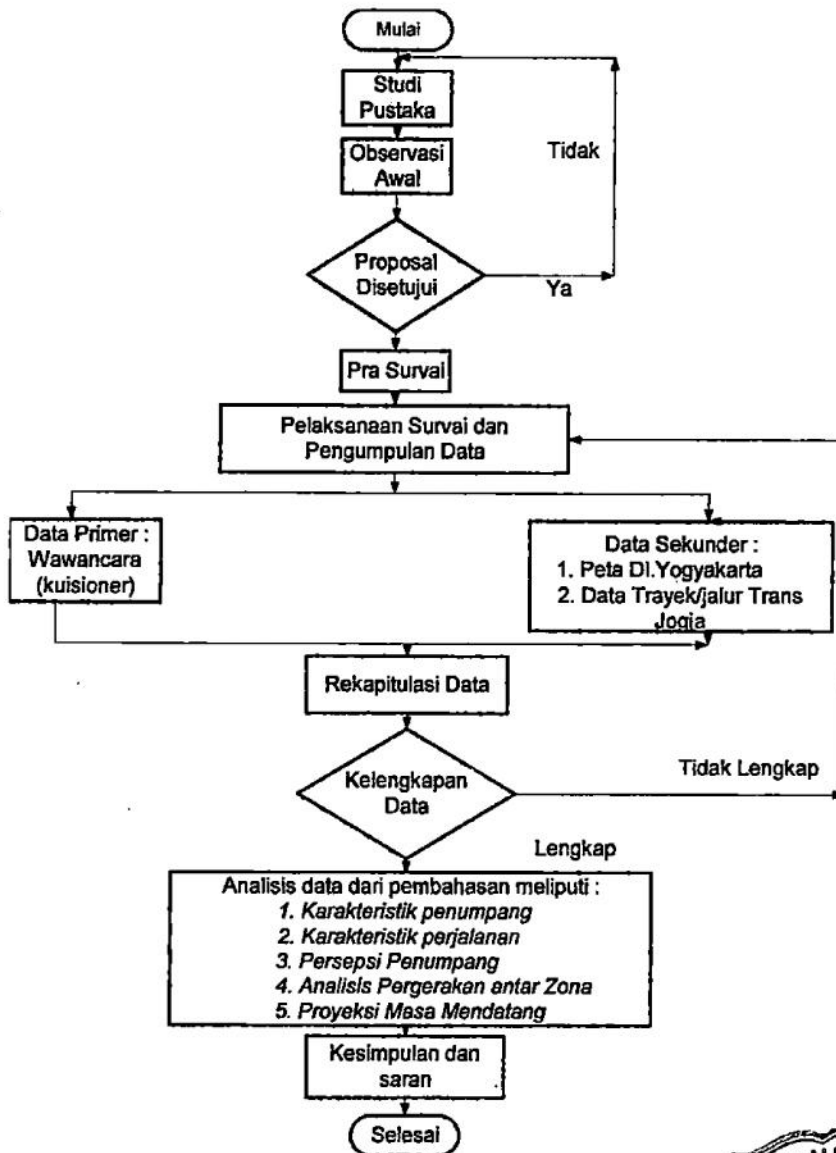 Mulai
Studi
Pustaka
Observasi
Awal
Tidak
Proposal
Disetujui
Ya
Pra Survai
Pelaksanaan Survai dan
Pengumpulan Data
Data Primer :
Wawancara
(kuisioner)
Data Sekunder :
1. Peta DI.Yogyakarta
2. Data Trayek/jalur Trans
Jogja
Rekapitulasi Data
Kelengkapan
Data
Tidak Lengkap
Lengkap
Analisis data dari pembahasan meliputi :
1. Karakteristik penumpang
2. Karakteristik perjalanan
3. Persepsi Penumpang
4. Analisis Pergerakan antar Zona
5. Proyeksi Masa Mendatang
Kesimpulan dan
saran
Selesai